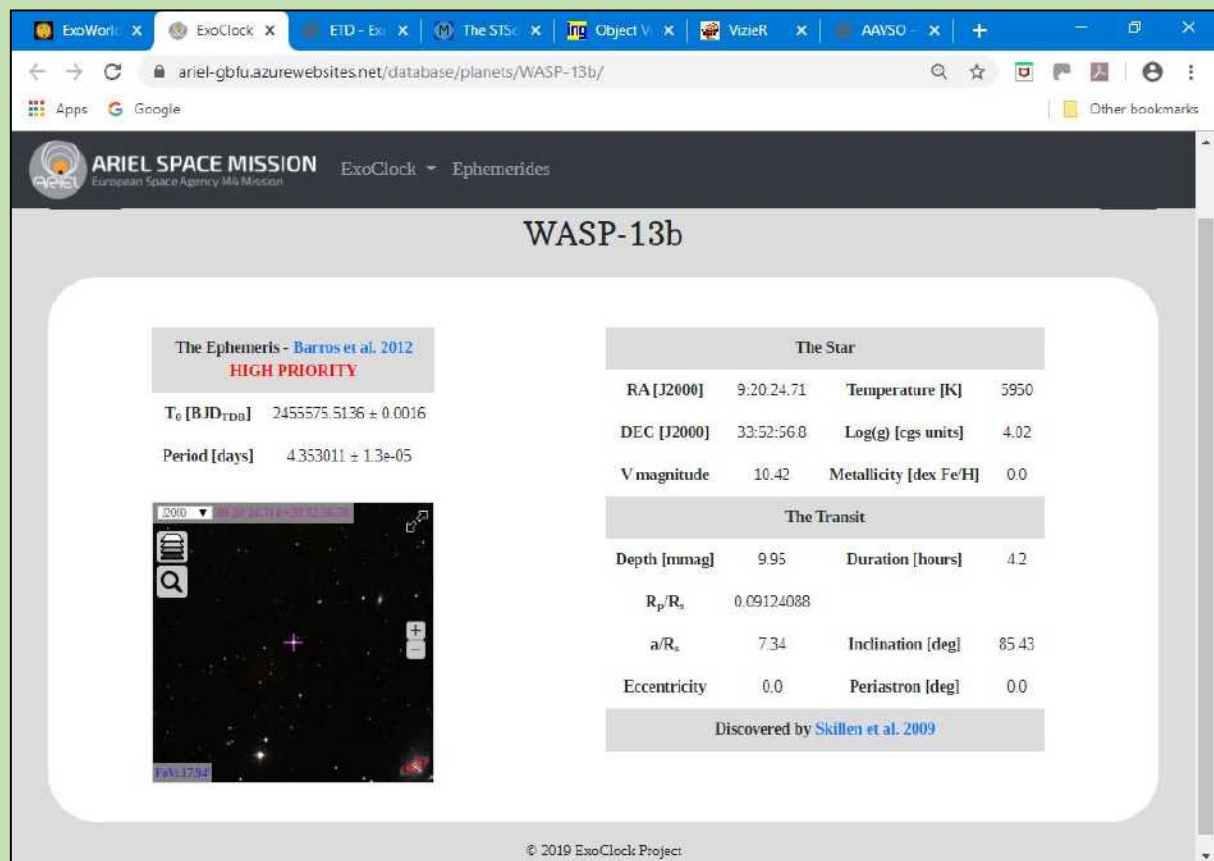 ExoWorl
ExoClock
ETD - Ex
The STSc
Object V
VizieR
AAVSO -
ariel-gbfu.azurewebsites.net/database/planets/WASP-13b/
Apps
Google
Other bookmarks
ARIEL SPACE MISSION
European Space Agency M4 Mission
ExoClock
Ephemerides
WASP-13b
The Ephemeris - Barros et al. 2012
HIGH PRIORITY
T₀ [BJD_TDB] 2455575.5136 ± 0.0016
Period [days] 4.353011 ± 1.3e-05
J2000
FoV: 17.94'
The Star
RA [J2000] 9:20:24.71 Temperature [K] 5950
DEC [J2000] 33:52:56.8 Log(g) [cgs units] 4.02
V magnitude 10.42 Metallicity [dex Fe/H] 0.0
The Transit
Depth [mmag] 9.95 Duration [hours] 4.2
Rₚ/Rₛ 0.09124088
a/Rₛ 7.34 Inclination [deg] 85.43
Eccentricity 0.0 Periastron [deg] 0.0
Discovered by Skillen et al. 2009
© 2019 ExoClock Project